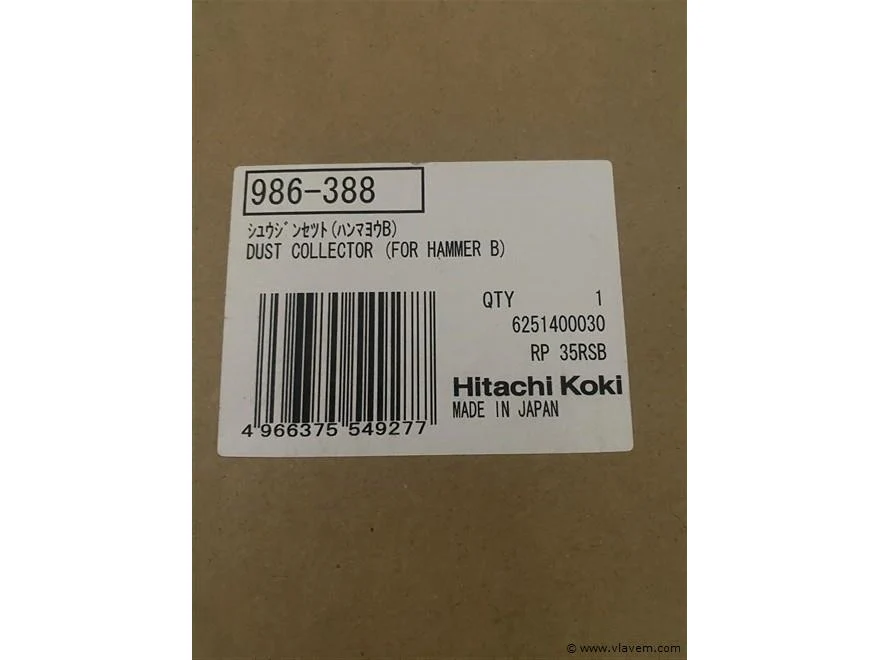 986-388
ｼｭｳｼﾞﾝｾﾂﾄ(ﾊﾝﾏﾖｳB)
DUST COLLECTOR (FOR HAMMER B)
QTY 1
6251400030
RP 35RSB
Hitachi Koki
MADE IN JAPAN
4 966375 549277
© www.vlavem.com